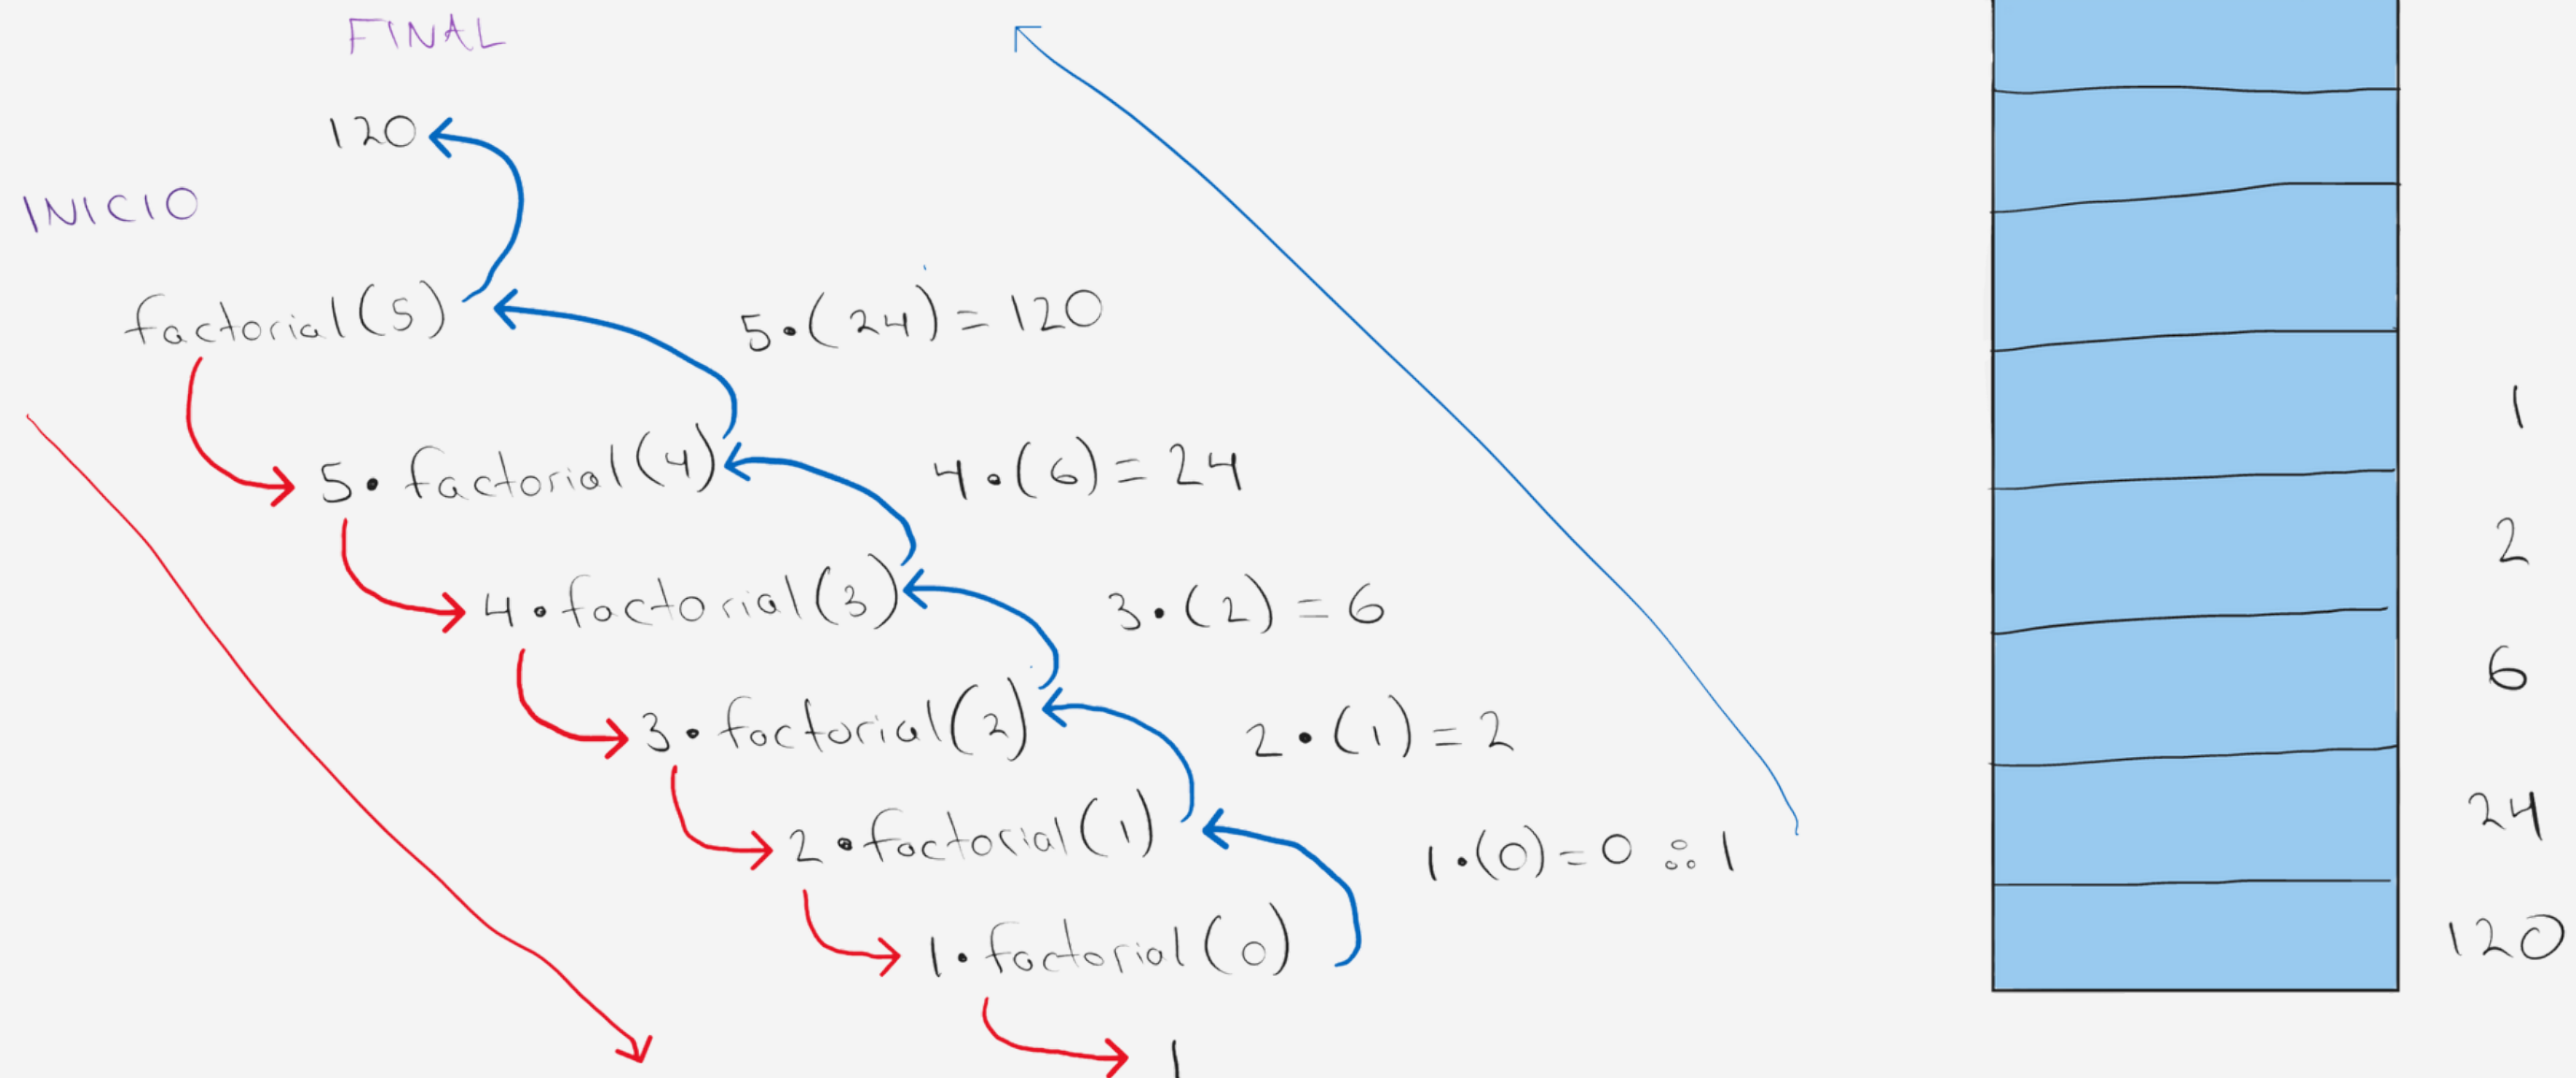 FINAL
120
INICIO
factorial(5)
5•(24)=120
5•factorial(4)
4•(6)=24
4•factorial(3)
3•(2)=6
3•factorial(2)
2•(1)=2
2•factorial(1)
1•(0)=0 ஃ 1
1•factorial(0)
1
1
2
6
24
120